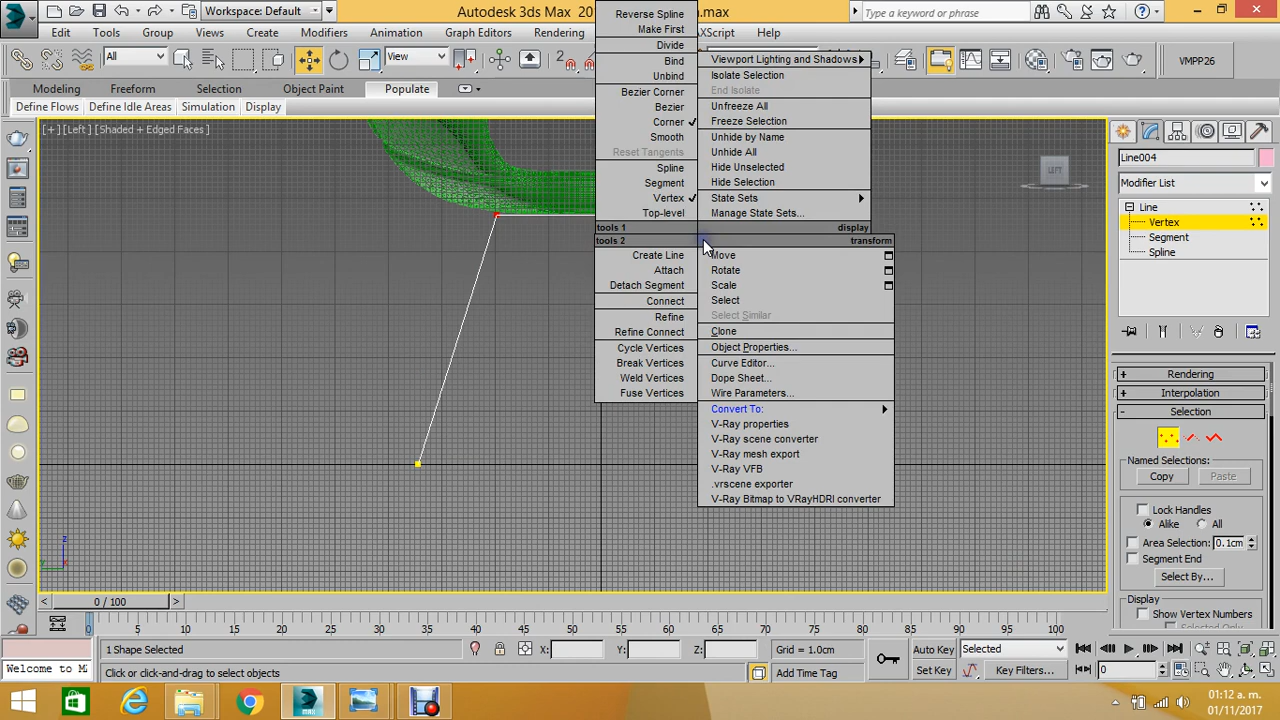 Workspace: Default
Autodesk 3ds Max
.max
Type a keyword or phrase
Edit
Tools
Group
Views
Create
Modifiers
Animation
Graph Editors
Rendering
Help
All
View
VMPP26
Modeling
Freeform
Selection
Object Paint
Populate
Define Flows
Define Idle Areas
Simulation
Display
[+] [Left] [Shaded + Edged Faces ]
Reverse Spline
Make First
Divide
Bind
Unbind
Bezier Corner
Bezier
Corner
Smooth
Reset Tangents
Spline
Segment
Vertex
Top-level
tools 1
Viewport Lighting and Shadows
Isolate Selection
End Isolate
Unfreeze All
Freeze Selection
Unhide by Name
Unhide All
Hide Unselected
Hide Selection
State Sets
Manage State Sets...
display
tools 2
transform
Create Line
Attach
Detach Segment
Connect
Refine
Refine Connect
Cycle Vertices
Break Vertices
Weld Vertices
Fuse Vertices
Move
Rotate
Scale
Select
Select Similar
Clone
Object Properties...
Curve Editor...
Dope Sheet...
Wire Parameters...
Convert To:
V-Ray properties
V-Ray scene converter
V-Ray mesh export
V-Ray VFB
.vrscene exporter
V-Ray Bitmap to VRayHDRI converter
Line004
Modifier List
Line
Vertex
Segment
Spline
Rendering
Interpolation
Selection
Named Selections:
Copy
Paste
Lock Handles
Alike
All
Area Selection:
0.1cm
Segment End
Select By...
Display
Show Vertex Numbers
z
x
y
0 / 100
0 5 10 15 20 25 30 35 40 45 50 55 60 65 70 75 80 85 90 95 100
1 Shape Selected
X:
Y:
Z:
Grid = 1.0cm
Auto Key
Selected
Welcome to M
Click or click-and-drag to select objects
Add Time Tag
Set Key
Key Filters...
0
01:12 a. m.
01/11/2017